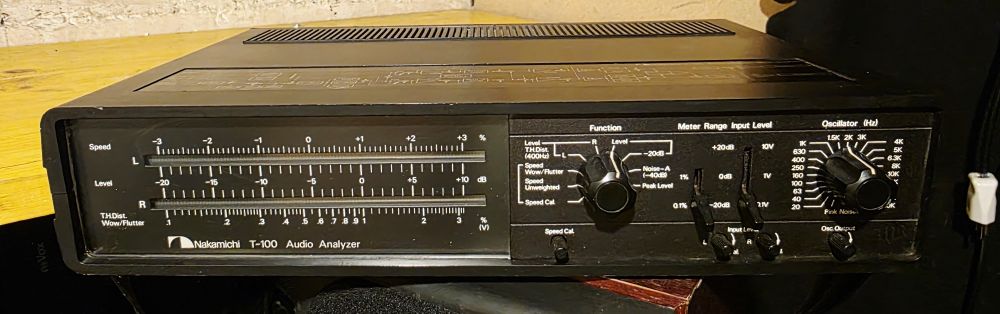 Speed
-3 -2 -1 0 +1 +2 +3 %
L
Level
-20 -15 -10 -5 0 +5 +10 dB
R
T.H.Dist.
Wow/Flutter
.1 .2 .3 .4 .5 .6 .7 .8 .9 1 2 3 %
(V)
Nakamichi T-100 Audio Analyzer
Function
Level
T.H.Dist.
(400Hz)
L
R
Level
-20dB
Speed
Wow/Flutter
Noise-A
(-40dB)
Speed
Unweighted
Peak Level
Speed Cal.
Speed Cal.
Meter Range
1%
0.1%
+20dB
0dB
-20dB
Input Level
10V
1V
.1V
Input Level
L R
Oscillator (Hz)
1K 1.5K 2K 3K 4K
800 5K
400 6.3K
250
160
100
63
40
20
Pink Noise
Osc. Output